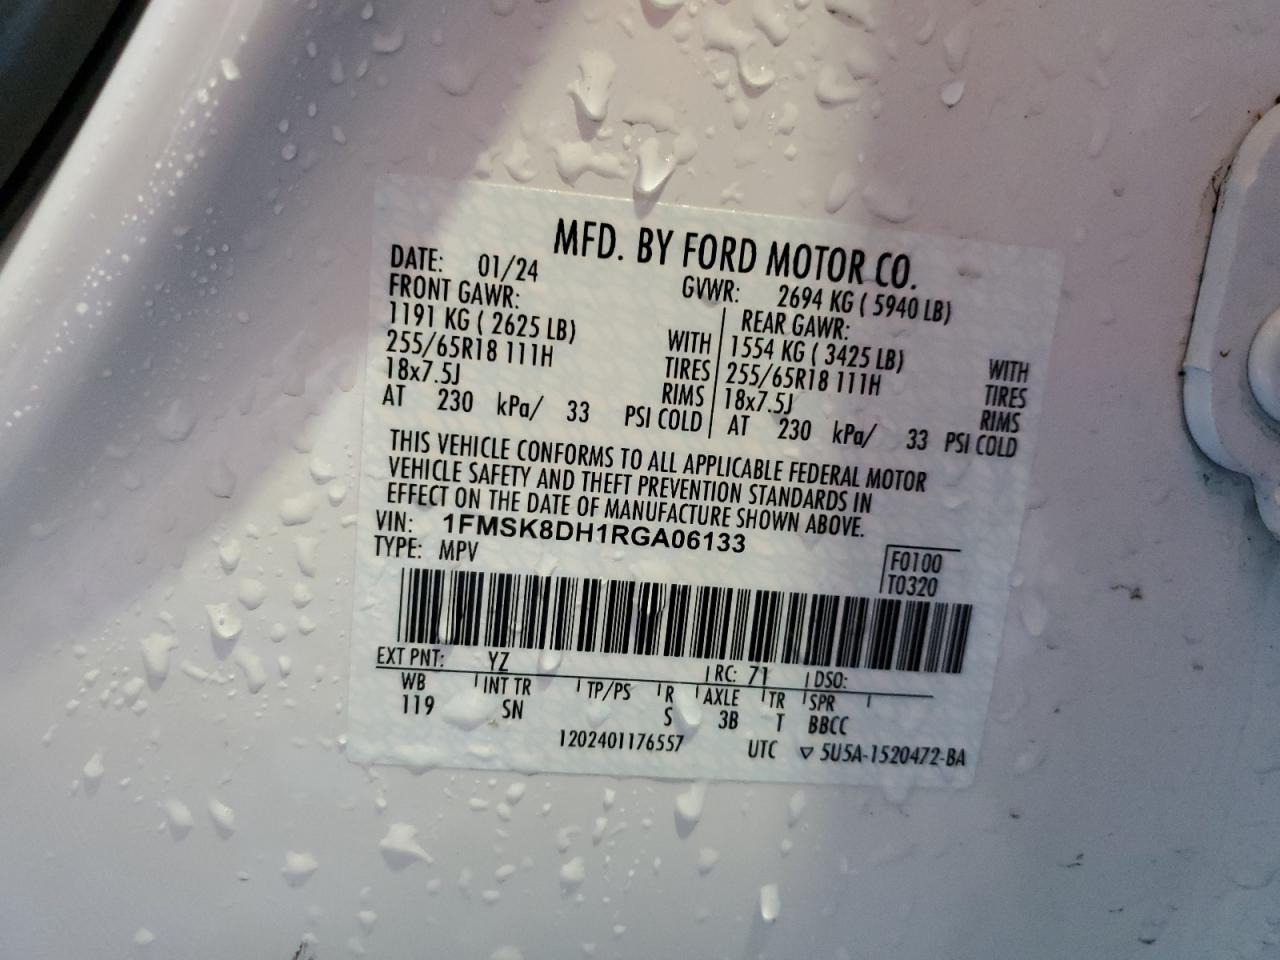 MFD. BY FORD MOTOR CO.
DATE: 01/24 GVWR: 2694 KG ( 5940 LB)
FRONT GAWR: REAR GAWR:
1191 KG ( 2625 LB) WITH 1554 KG ( 3425 LB) WITH
255/65R18 111H TIRES 255/65R18 111H TIRES
18x7.5J RIMS 18x7.5J RIMS
AT 230 kPa/ 33 PSI COLD AT 230 kPa/ 33 PSI COLD
THIS VEHICLE CONFORMS TO ALL APPLICABLE FEDERAL MOTOR
VEHICLE SAFETY AND THEFT PREVENTION STANDARDS IN
EFFECT ON THE DATE OF MANUFACTURE SHOWN ABOVE.
VIN: 1FMSK8DH1RGA06133
TYPE: MPV
F0100
T0320
EXT PNT: YZ RC: 71 DSO:
WB INT TR TP/PS R AXLE TR SPR
119 SN S 3B T BBCC
1202401176557 UTC ▽ 5U5A-1520472-BA